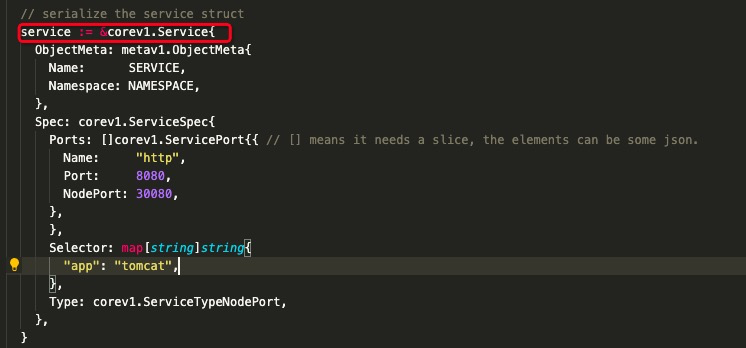 // serialize the service struct
service := &corev1.Service{
ObjectMeta: metav1.ObjectMeta{
Name:      SERVICE,
Namespace: NAMESPACE,
},
Spec: corev1.ServiceSpec{
Ports: []corev1.ServicePort{{ // [] means it needs a slice, the elements can be some json.
Name:     "http",
Port:     8080,
NodePort: 30080,
},
},
Selector: map[string]string{
"app": "tomcat",
},
Type: corev1.ServiceTypeNodePort,
},
}